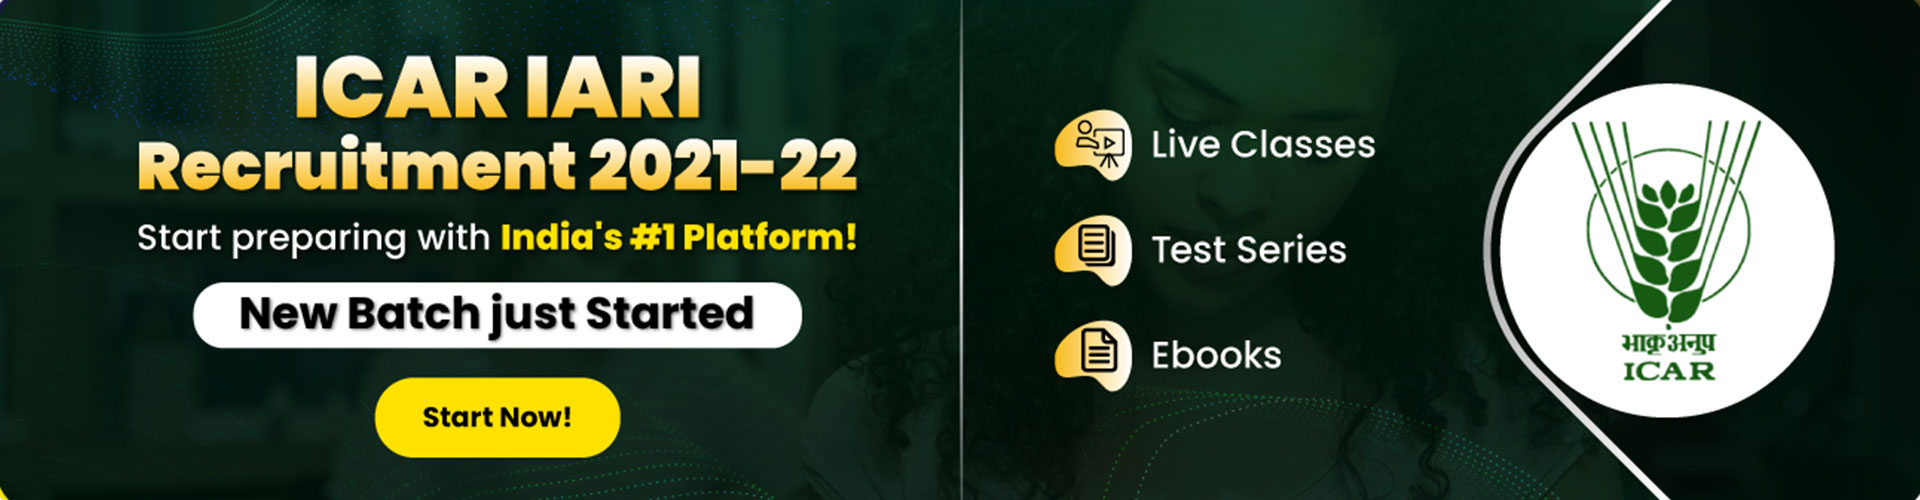 ICAR IARI
Recruitment 2021-22
Start preparing with India's #1 Platform!
New Batch just Started
Start Now!
Live Classes
Test Series
Ebooks
भाकृअनुप
ICAR